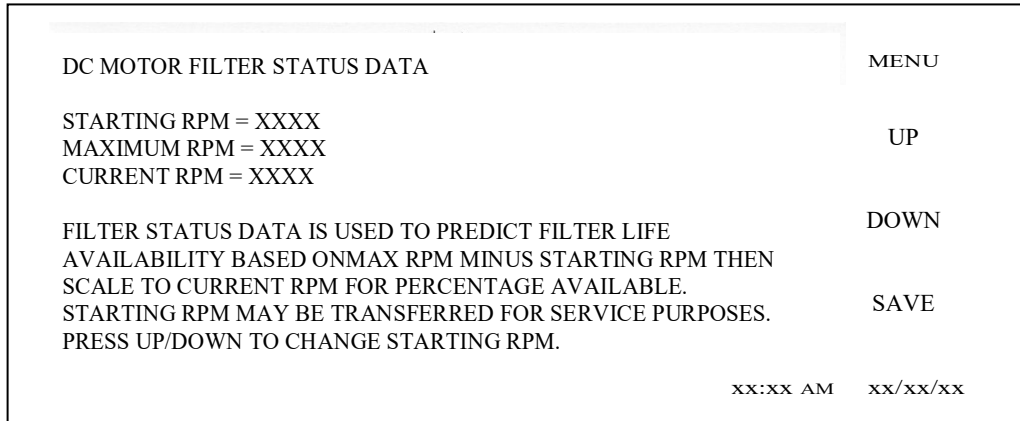 DC MOTOR FILTER STATUS DATA
MENU
STARTING RPM = XXXX
MAXIMUM RPM = XXXX
CURRENT RPM = XXXX
UP
FILTER STATUS DATA IS USED TO PREDICT FILTER LIFE
AVAILABILITY BASED ONMAX RPM MINUS STARTING RPM THEN
SCALE TO CURRENT RPM FOR PERCENTAGE AVAILABLE.
STARTING RPM MAY BE TRANSFERRED FOR SERVICE PURPOSES.
PRESS UP/DOWN TO CHANGE STARTING RPM.
DOWN
SAVE
xx:xx AM
xx/xx/xx